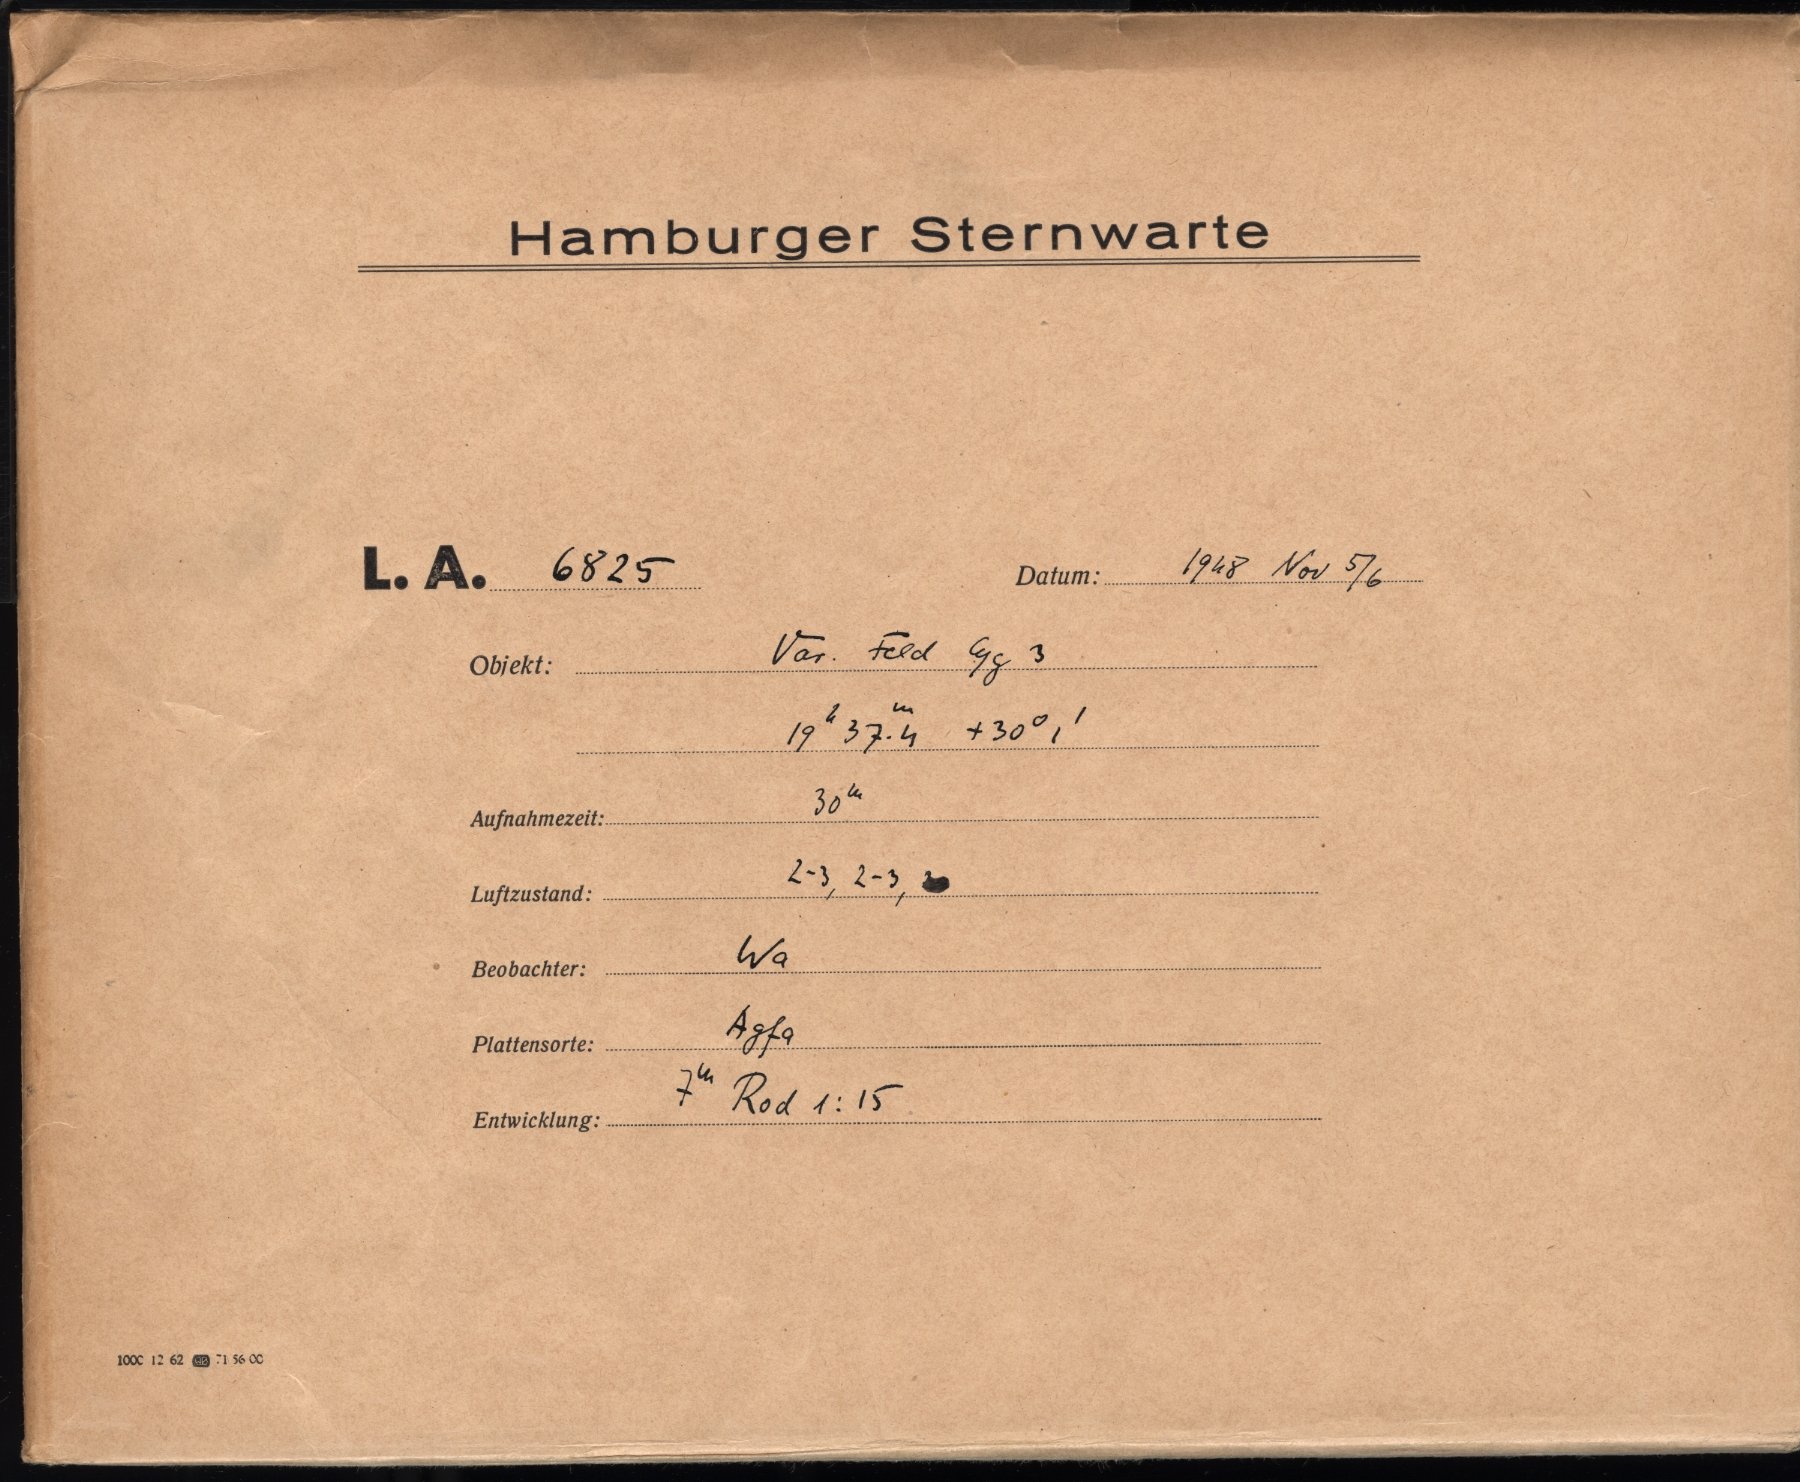 Hamburger Sternwarte
L. A. 6825 Datum: 1948 Nov 5/6
Objekt: Var. Feld Cyg 3
19h 37.4m +30° 1'
Aufnahmezeit: 30m
Luftzustand: 2-3, 2-3,
Beobachter: Wa
Plattensorte: Agfa
Entwicklung: 7m Rod 1:15
1000 12 62 71 56 00